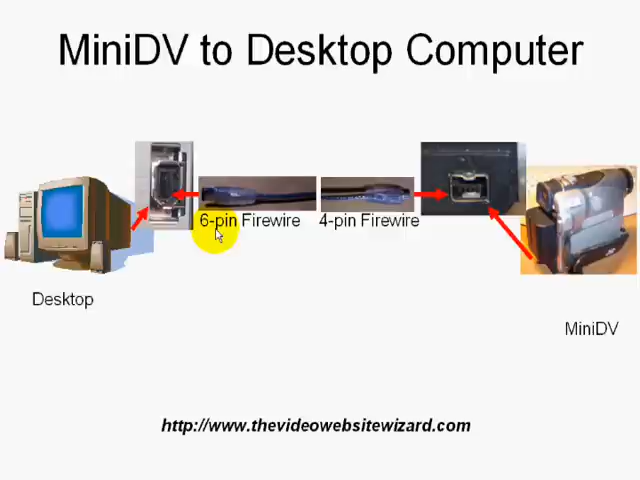 MiniDV to Desktop Computer
6-pin Firewire
4-pin Firewire
Desktop
MiniDV
http://www.thevideowebsitewizard.com